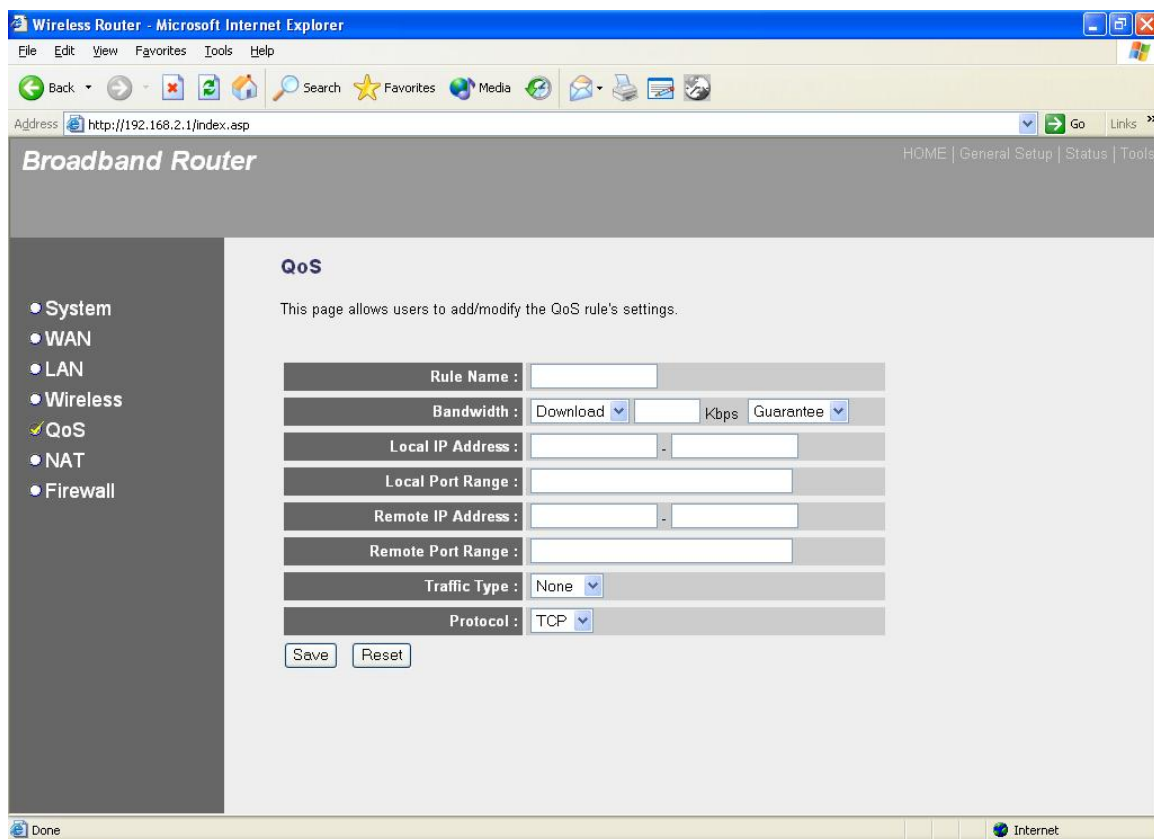 Wireless Router - Microsoft Internet Explorer
File Edit View Favorites Tools Help
Back Search Favorites Media
Address http://192.168.2.1/index.asp Go Links »
Broadband Router
HOME | General Setup | Status | Tools
QoS
This page allows users to add/modify the QoS rule's settings.
System
WAN
LAN
Wireless
QoS
NAT
Firewall
Rule Name :
Bandwidth : Download Kbps Guarantee
Local IP Address : -
Local Port Range :
Remote IP Address : -
Remote Port Range :
Traffic Type : None
Protocol : TCP
Save Reset
Done Internet